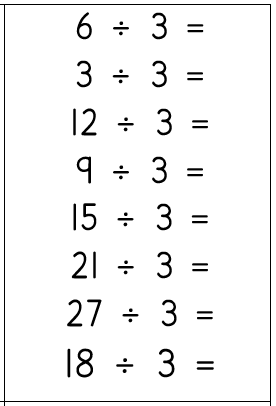 6 ÷ 3 =
3 ÷ 3 =
12 ÷ 3 =
9 ÷ 3 =
15 ÷ 3 =
21 ÷ 3 =
27 ÷ 3 =
18 ÷ 3 =